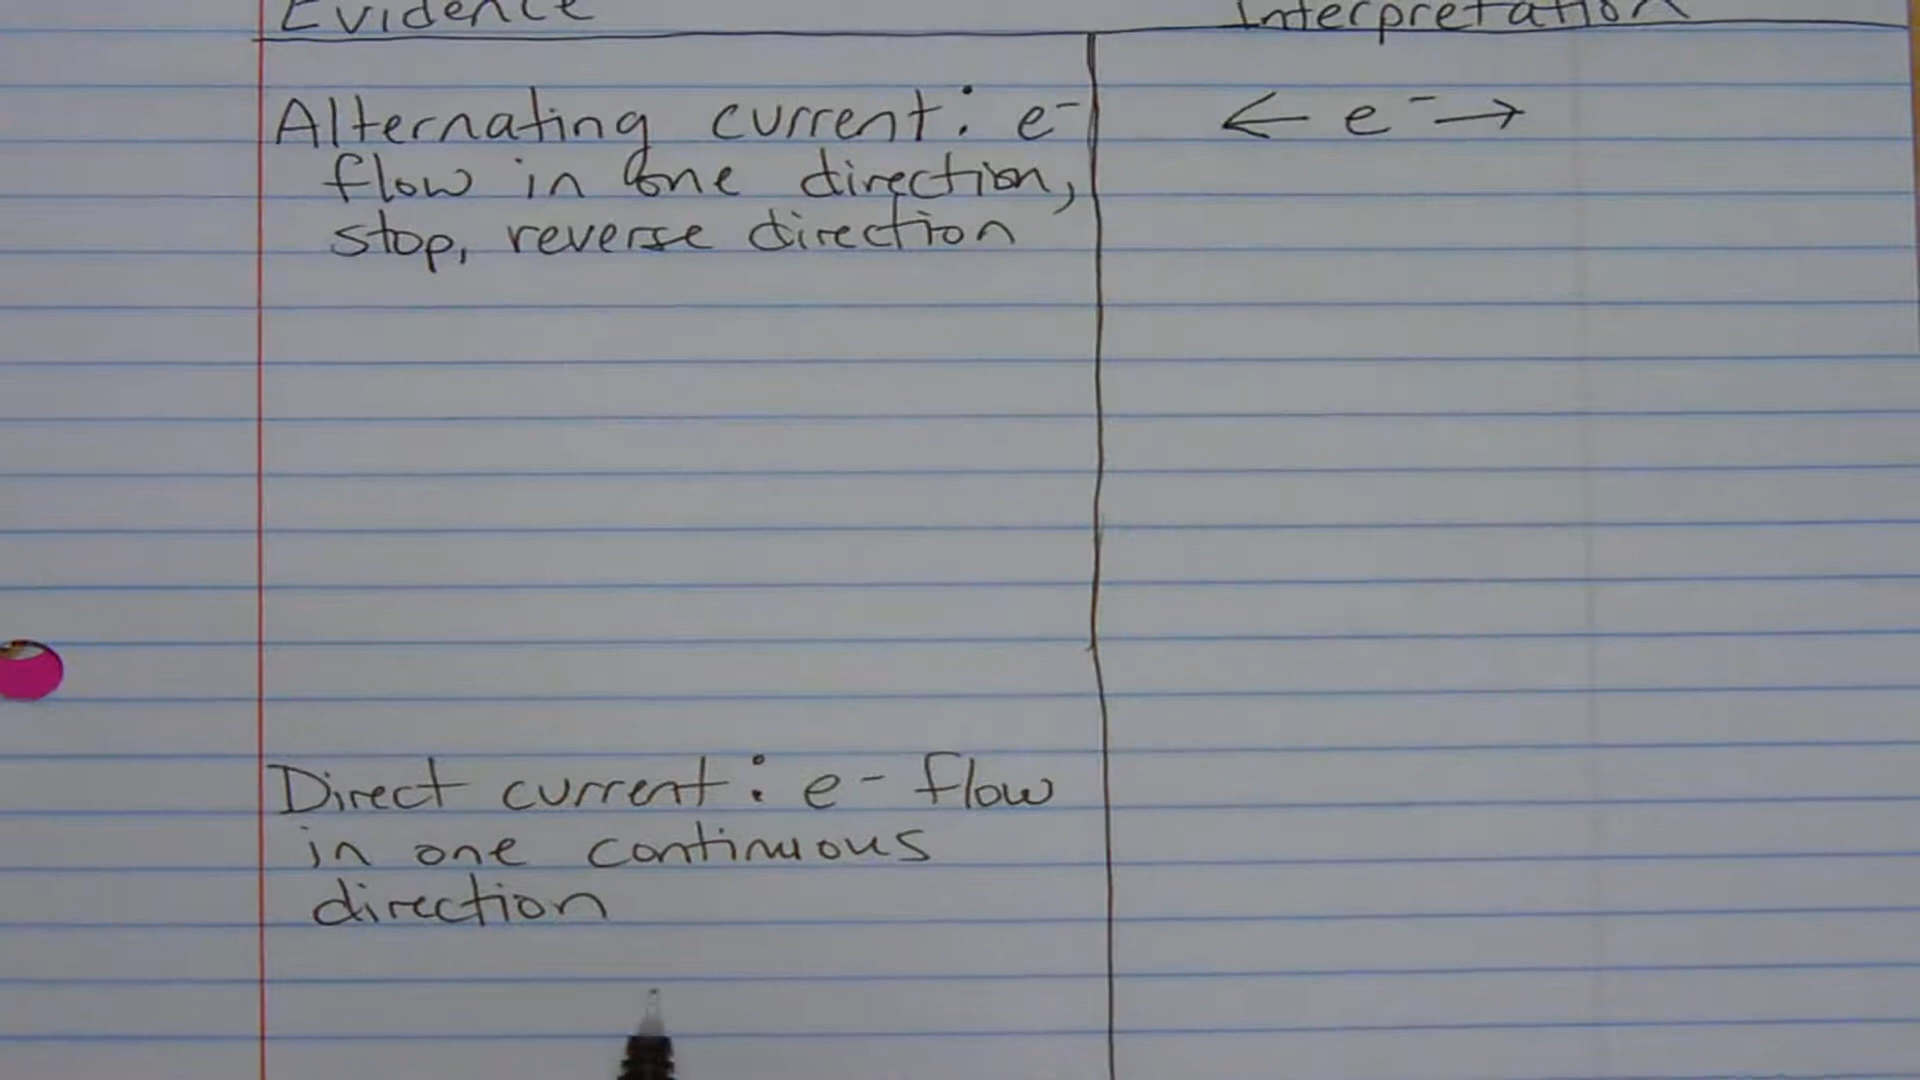 Evidence
Interpretation
Alternating current: e⁻
← e⁻ →
flow in one direction,
stop, reverse direction
Direct current: e- flow
in one continuous
direction